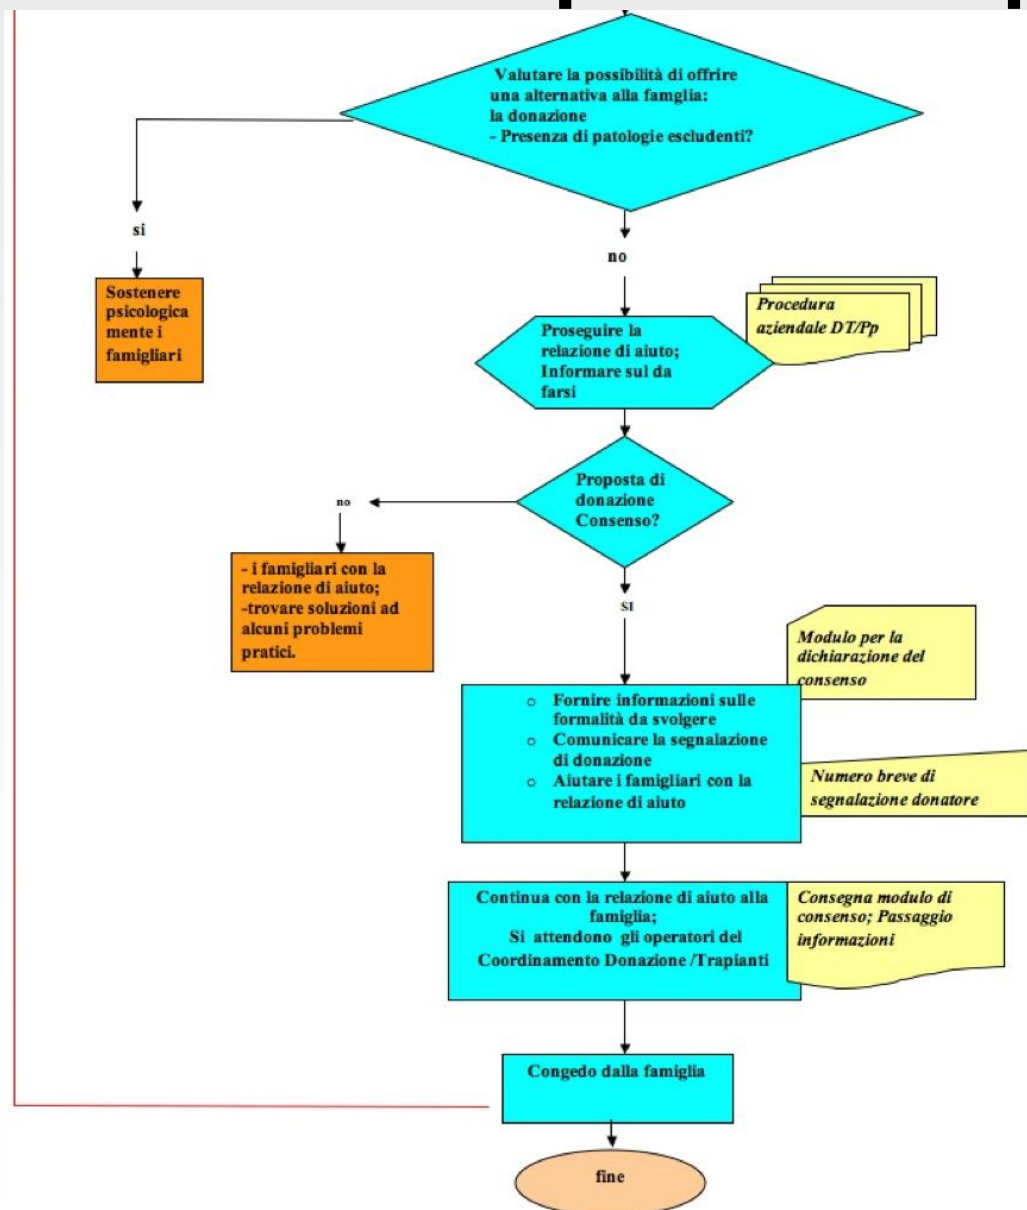 Valutare la possibilità di offrire
una alternativa alla famglia:
la donazione
- Presenza di patologie escludenti?
si
no
Sostenere
psicologica
mente i
famigliari
Procedura
aziendale DT/Pp
Proseguire la
relazione di aiuto;
Informare sul da
farsi
Proposta di
donazione
Consenso?
no
- i famigliari con la
relazione di aiuto;
-trovare soluzioni ad
alcuni problemi
pratici.
SI
Modulo per la
dichiarazione del
consenso
o Fornire informazioni sulle
formalità da svolgere
o Comunicare la segnalazione
di donazione
o Aiutare i famigliari con la
relazione di aiuto
Numero breve di
segnalazione donatore
Continua con la relazione di aiuto alla
famiglia;
Si attendono gli operatori del
Coordinamento Donazione /Trapianti
Consegna modulo di
consenso; Passaggio
informazioni
Congedo dalla famiglia
fine